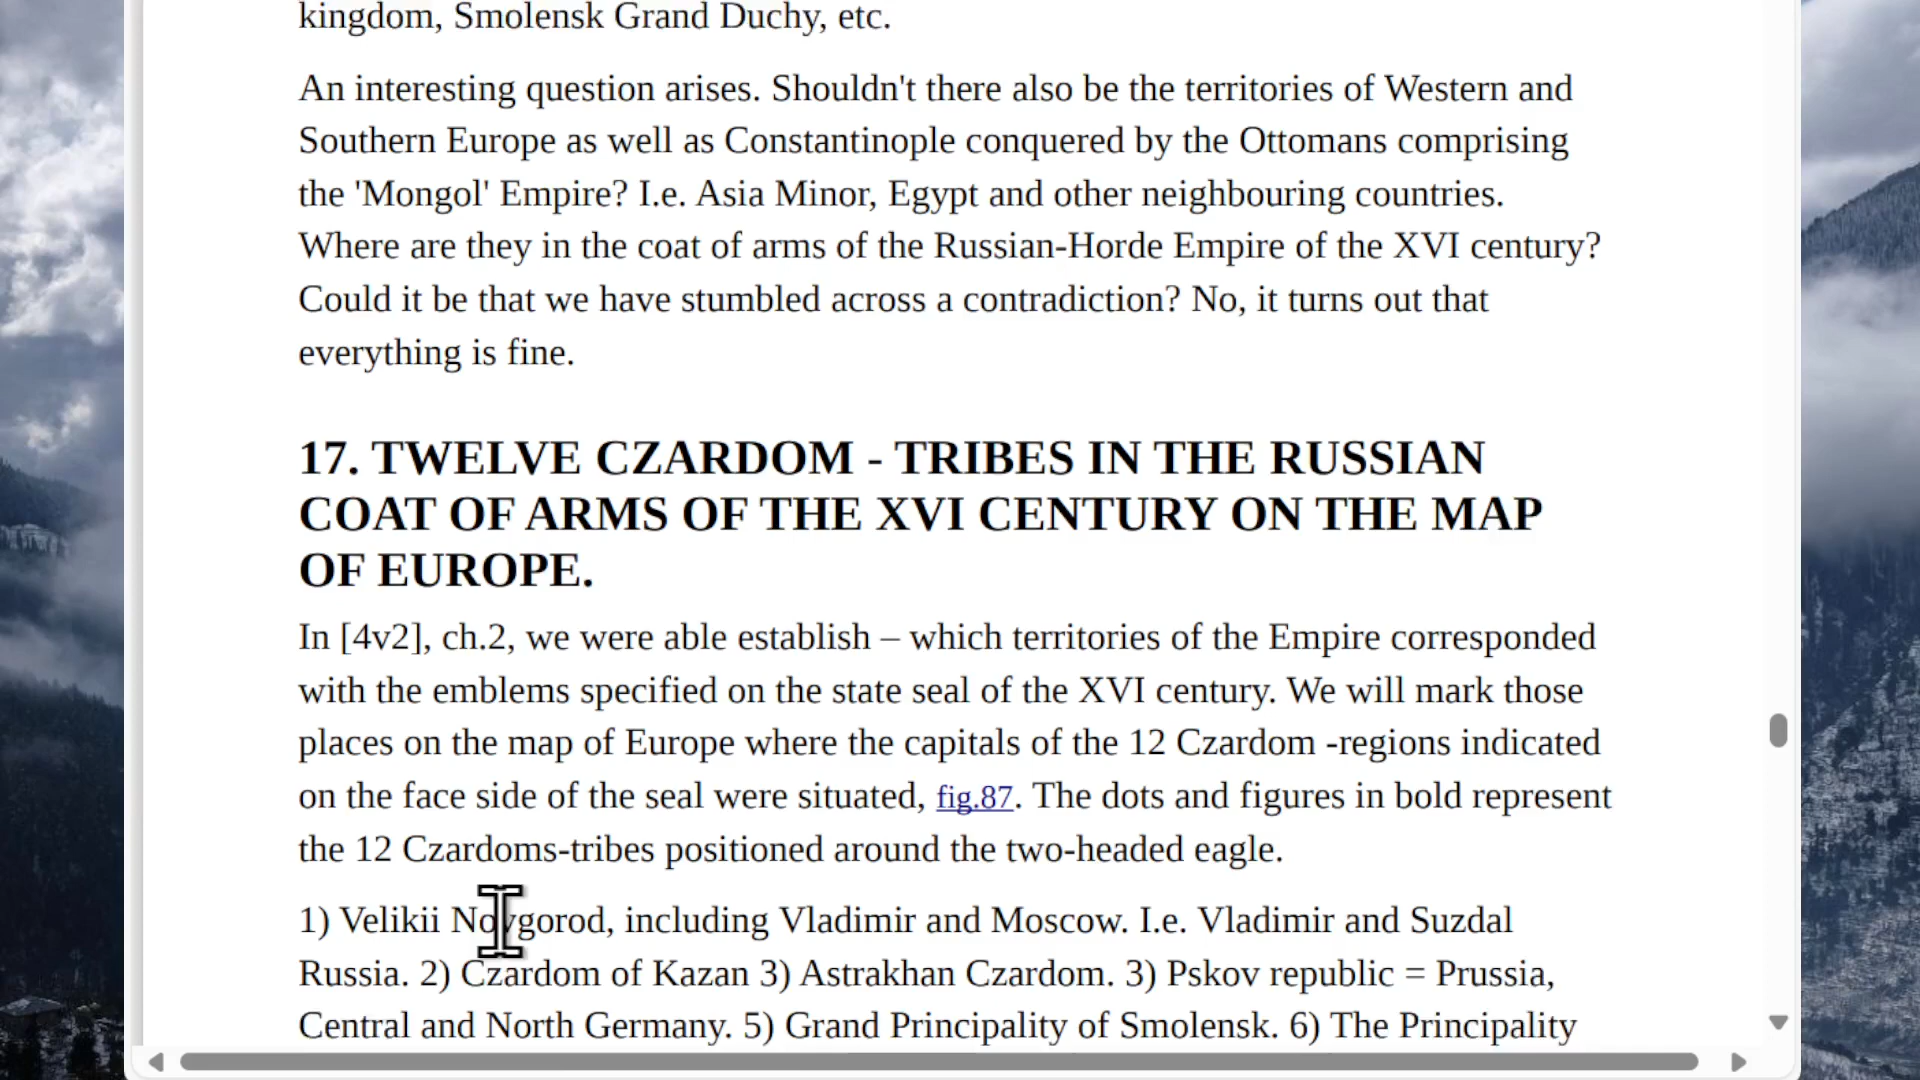 kingdom, Smolensk Grand Duchy, etc.
An interesting question arises. Shouldn't there also be the territories of Western and
Southern Europe as well as Constantinople conquered by the Ottomans comprising
the 'Mongol' Empire? I.e. Asia Minor, Egypt and other neighbouring countries.
Where are they in the coat of arms of the Russian-Horde Empire of the XVI century?
Could it be that we have stumbled across a contradiction? No, it turns out that
everything is fine.
17. TWELVE CZARDOM - TRIBES IN THE RUSSIAN
COAT OF ARMS OF THE XVI CENTURY ON THE MAP
OF EUROPE.
In [4v2], ch.2, we were able establish – which territories of the Empire corresponded
with the emblems specified on the state seal of the XVI century. We will mark those
places on the map of Europe where the capitals of the 12 Czardom -regions indicated
on the face side of the seal were situated, fig.87. The dots and figures in bold represent
the 12 Czardoms-tribes positioned around the two-headed eagle.
1) Velikii Novgorod, including Vladimir and Moscow. I.e. Vladimir and Suzdal
Russia. 2) Czardom of Kazan 3) Astrakhan Czardom. 3) Pskov republic = Prussia,
Central and North Germany. 5) Grand Principality of Smolensk. 6) The Principality